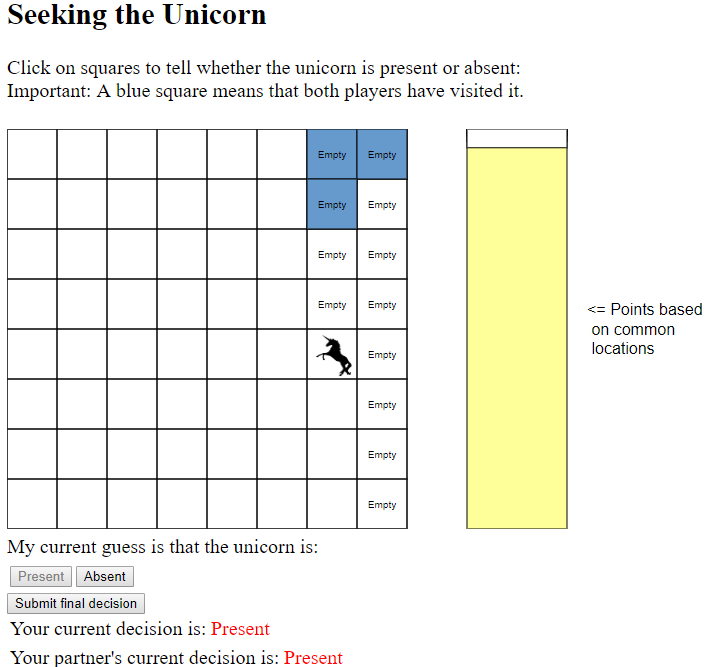 Seeking the Unicorn
Click on squares to tell whether the unicorn is present or absent:
Important: A blue square means that both players have visited it.
Empty Empty
Empty Empty
Empty Empty
Empty Empty
Empty
Empty
Empty
Empty
<= Points based
on common
locations
My current guess is that the unicorn is:
Present Absent
Submit final decision
Your current decision is: Present
Your partner's current decision is: Present